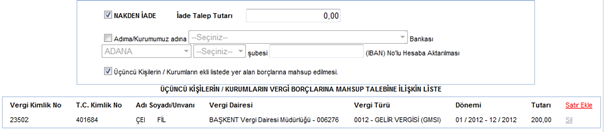 NAKDEN İADE İade Talep Tutarı 0,00
Adıma/Kurumumuz adına --Seçiniz-- Bankası
ADANA --Seçiniz-- şubesi (IBAN) No'lu Hesaba Aktarılması
Üçüncü Kişilerin / Kurumların ekli listede yer alan borçlarına mahsup edilmesi.
ÜÇÜNCÜ KİŞİLERİN / KURUMLARIN VERGİ BORÇLARINA MAHSUP TALEBİNE İLİŞKİN LİSTE
Vergi Kimlik No T.C. Kimlik No Adı Soyadı/Unvanı Vergi Dairesi Vergi Türü Dönemi Tutarı Satır Ekle
23502 401684 ÇEI FİL BAŞKENT Vergi Dairesi Müdürlüğü - 006276 0012 - GELİR VERGİSİ (GMSI) 01 / 2012 - 12 / 2012 200,00 Sil